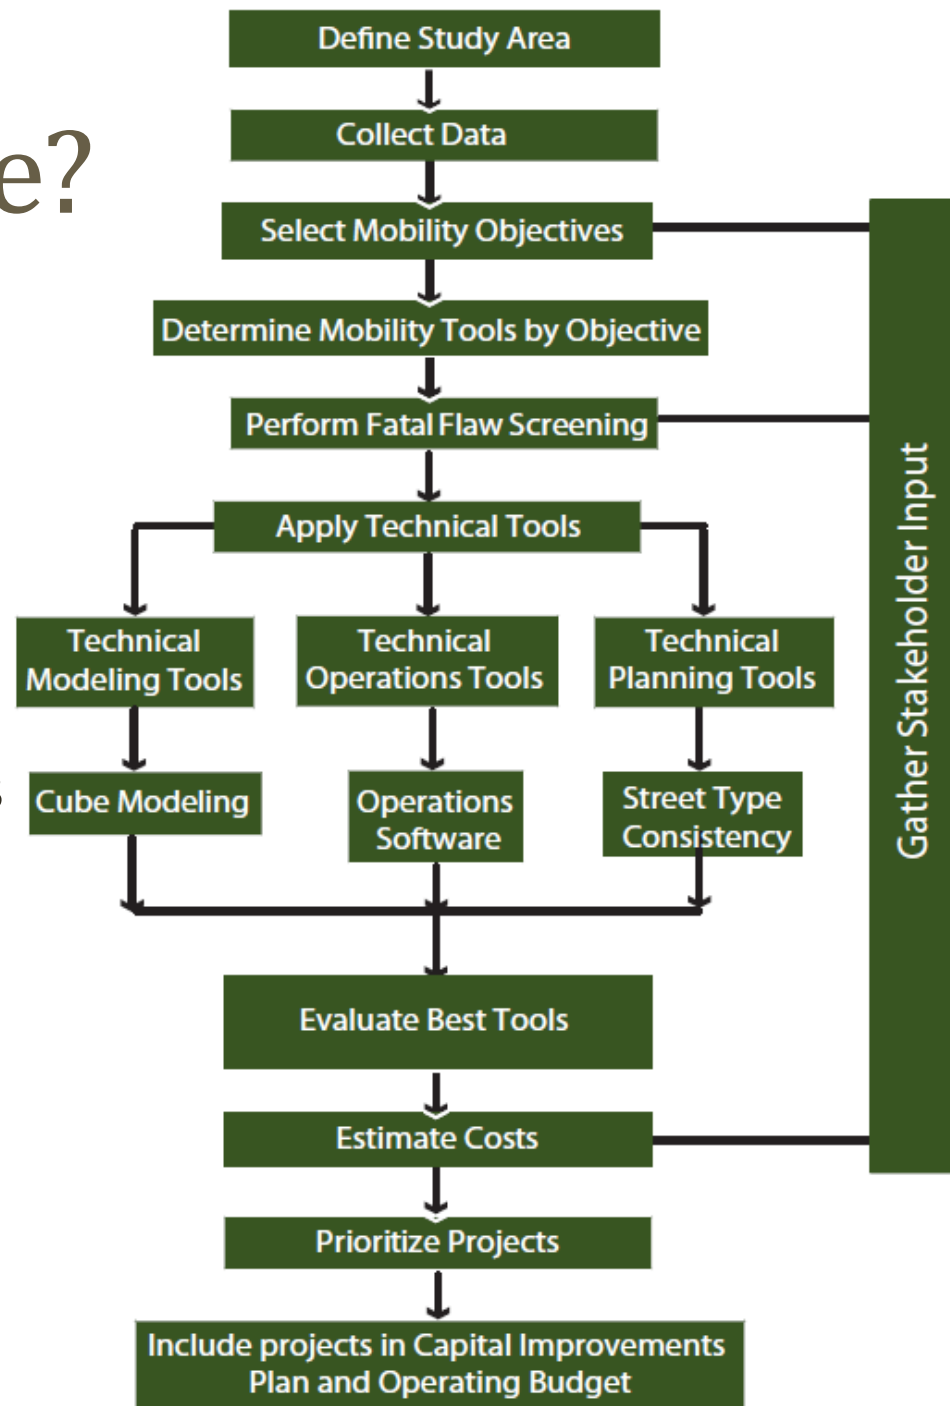 Define Study Area
e?
Collect Data
Select Mobility Objectives
Determine Mobility Tools by Objective
Perform Fatal Flaw Screening
Apply Technical Tools
Technical
Modeling Tools
Technical
Operations Tools
Technical
Planning Tools
s
Cube Modeling
Operations
Software
Street Type
Consistency
Evaluate Best Tools
Estimate Costs
Prioritize Projects
Include projects in Capital Improvements
Plan and Operating Budget
Gather Stakeholder Input